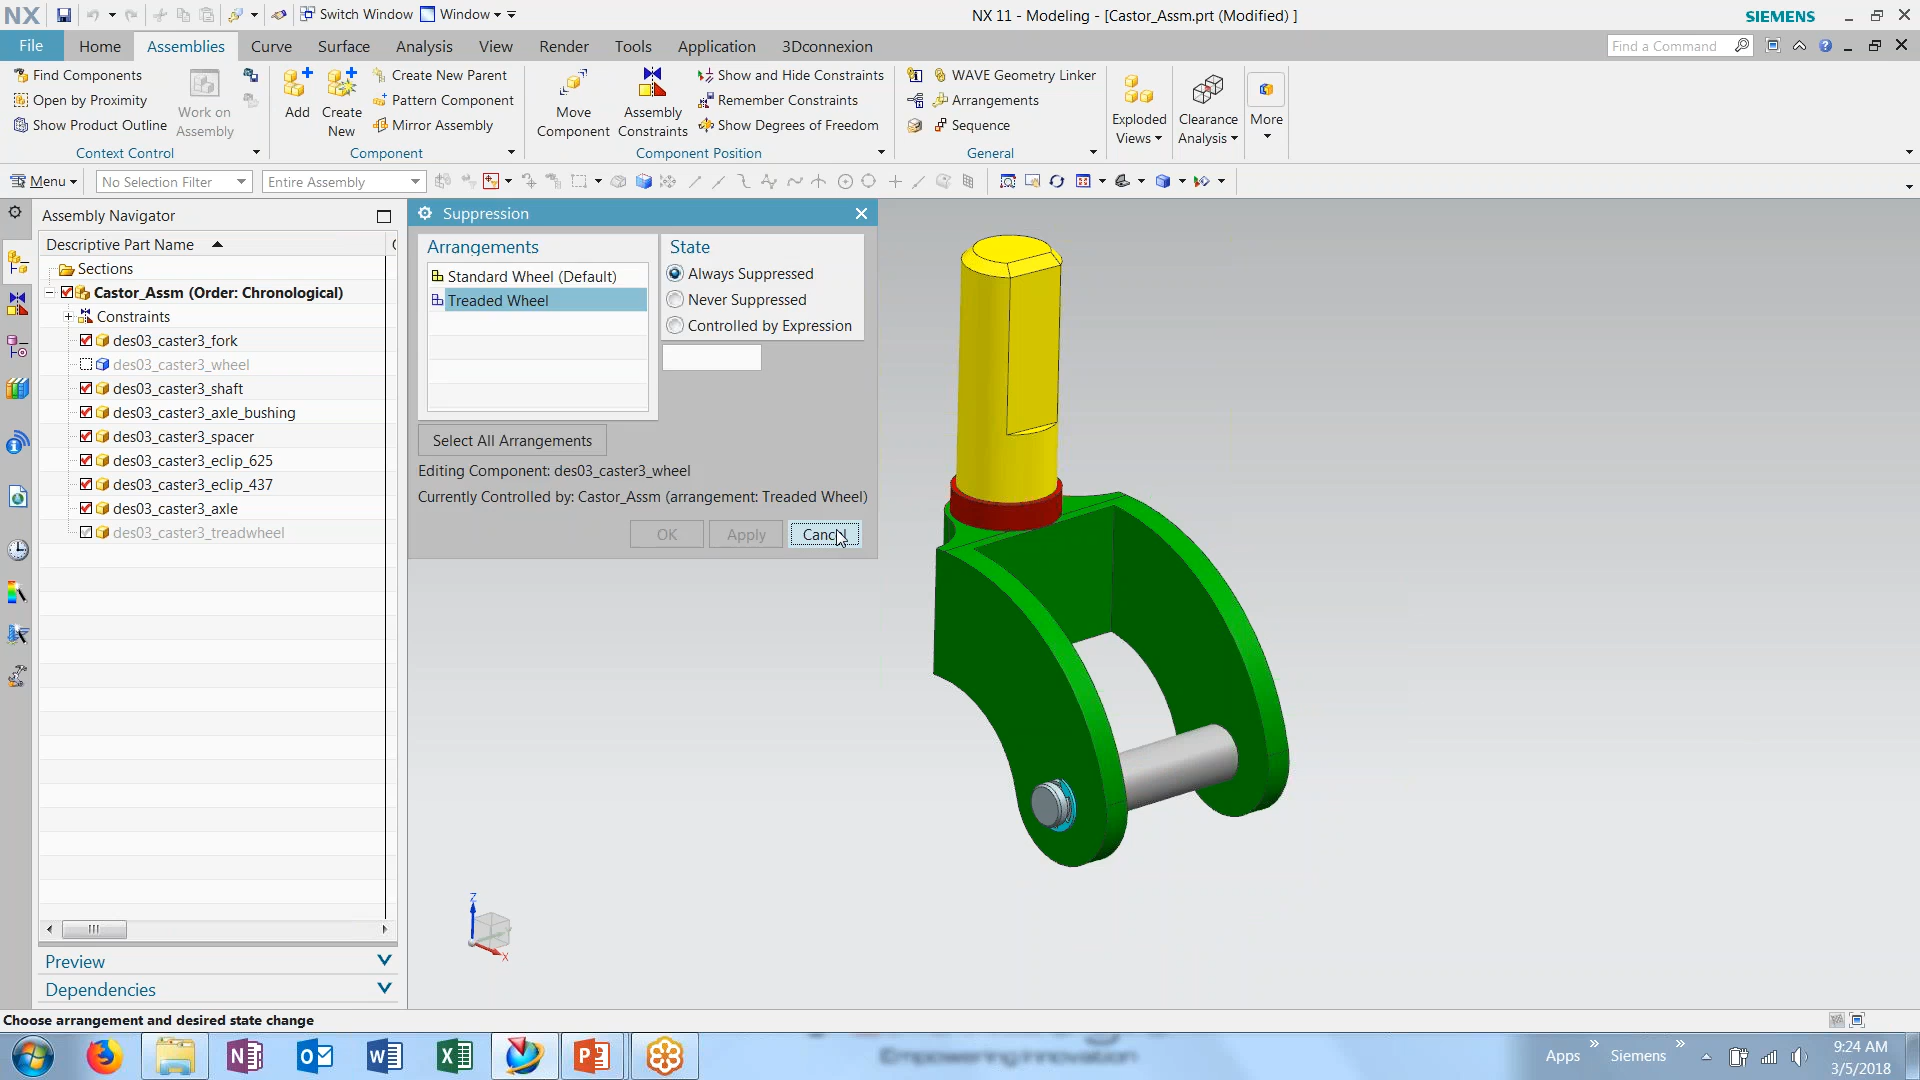 NX
Switch Window
Window
NX 11 - Modeling - [Castor_Assm.prt (Modified) ]
SIEMENS
File
Home
Assemblies
Curve
Surface
Analysis
View
Render
Tools
Application
3Dconnexion
Find a Command
Find Components
Open by Proximity
Show Product Outline
Work on
Assembly
Context Control
Add
Create
New
Create New Parent
Pattern Component
Mirror Assembly
Component
Move
Component
Assembly
Constraints
Show and Hide Constraints
Remember Constraints
Show Degrees of Freedom
Component Position
WAVE Geometry Linker
Arrangements
Sequence
General
Exploded
Views
Clearance
Analysis
More
Menu
No Selection Filter
Entire Assembly
Assembly Navigator
Descriptive Part Name
Sections
Castor_Assm (Order: Chronological)
Constraints
des03_caster3_fork
des03_caster3_wheel
des03_caster3_shaft
des03_caster3_axle_bushing
des03_caster3_spacer
des03_caster3_eclip_625
des03_caster3_eclip_437
des03_caster3_axle
des03_caster3_treadwheel
Preview
Dependencies
Suppression
Arrangements
Standard Wheel (Default)
Treaded Wheel
State
Always Suppressed
Never Suppressed
Controlled by Expression
Select All Arrangements
Editing Component: des03_caster3_wheel
Currently Controlled by: Castor_Assm (arrangement: Treaded Wheel)
OK
Apply
Cancel
Z
X
Choose arrangement and desired state change
Empowering Innovation
Apps
Siemens
9:24 AM
3/5/2018